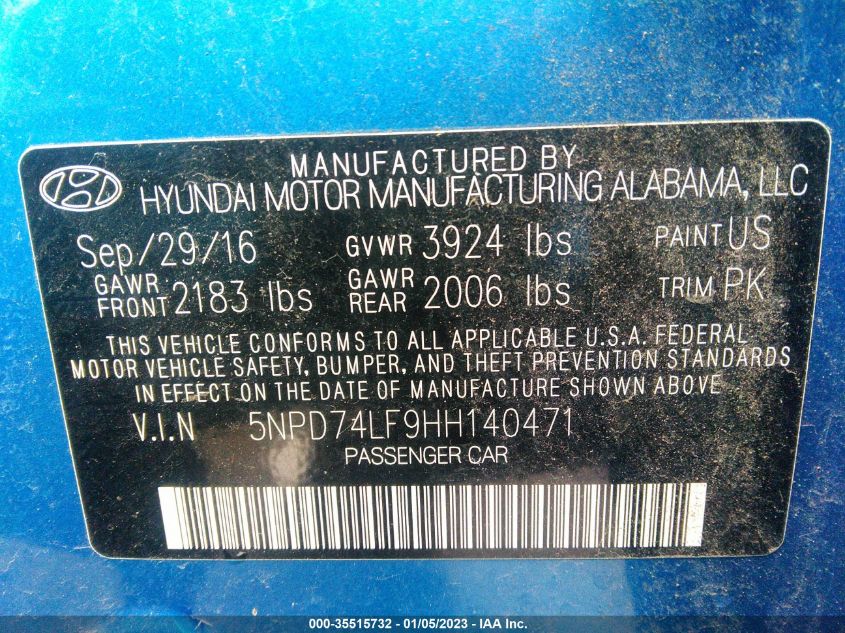 MANUFACTURED BY
HYUNDAI MOTOR MANUFACTURING ALABAMA, LLC
Sep/29/16 GVWR 3924 lbs PAINT US
GAWR FRONT 2183 lbs GAWR REAR 2006 lbs TRIM PK
THIS VEHICLE CONFORMS TO ALL APPLICABLE U.S.A. FEDERAL
MOTOR VEHICLE SAFETY, BUMPER, AND THEFT PREVENTION STANDARDS
IN EFFECT ON THE DATE OF MANUFACTURE SHOWN ABOVE
V.I.N 5NPD74LF9HH140471
PASSENGER CAR
000-35515732 - 01/05/2023 - IAA Inc.